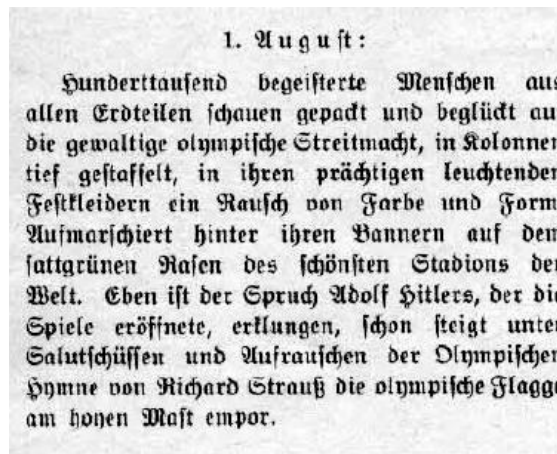 1. August:
Hunderttausend begeisterte Menschen aus
allen Erdteilen schauen gepackt und beglückt au
die gewaltige olympische Streitmacht, in Kolonner
tief gestaffelt, in ihren prächtigen leuchtender
Festkleidern ein Rausch von Farbe und Form
Aufmarschiert hinter ihren Bannern auf dem
sattgrünen Rasen des schönsten Stadions der
Welt. Eben ist der Spruch Adolf Hitlers, der die
Spiele eröffnete, erklungen, schon steigt unter
Salutschüssen und Aufrauschen der Olympischen
Hymne von Richard Strauß die olympische Flagge
am hohen Mast empor.